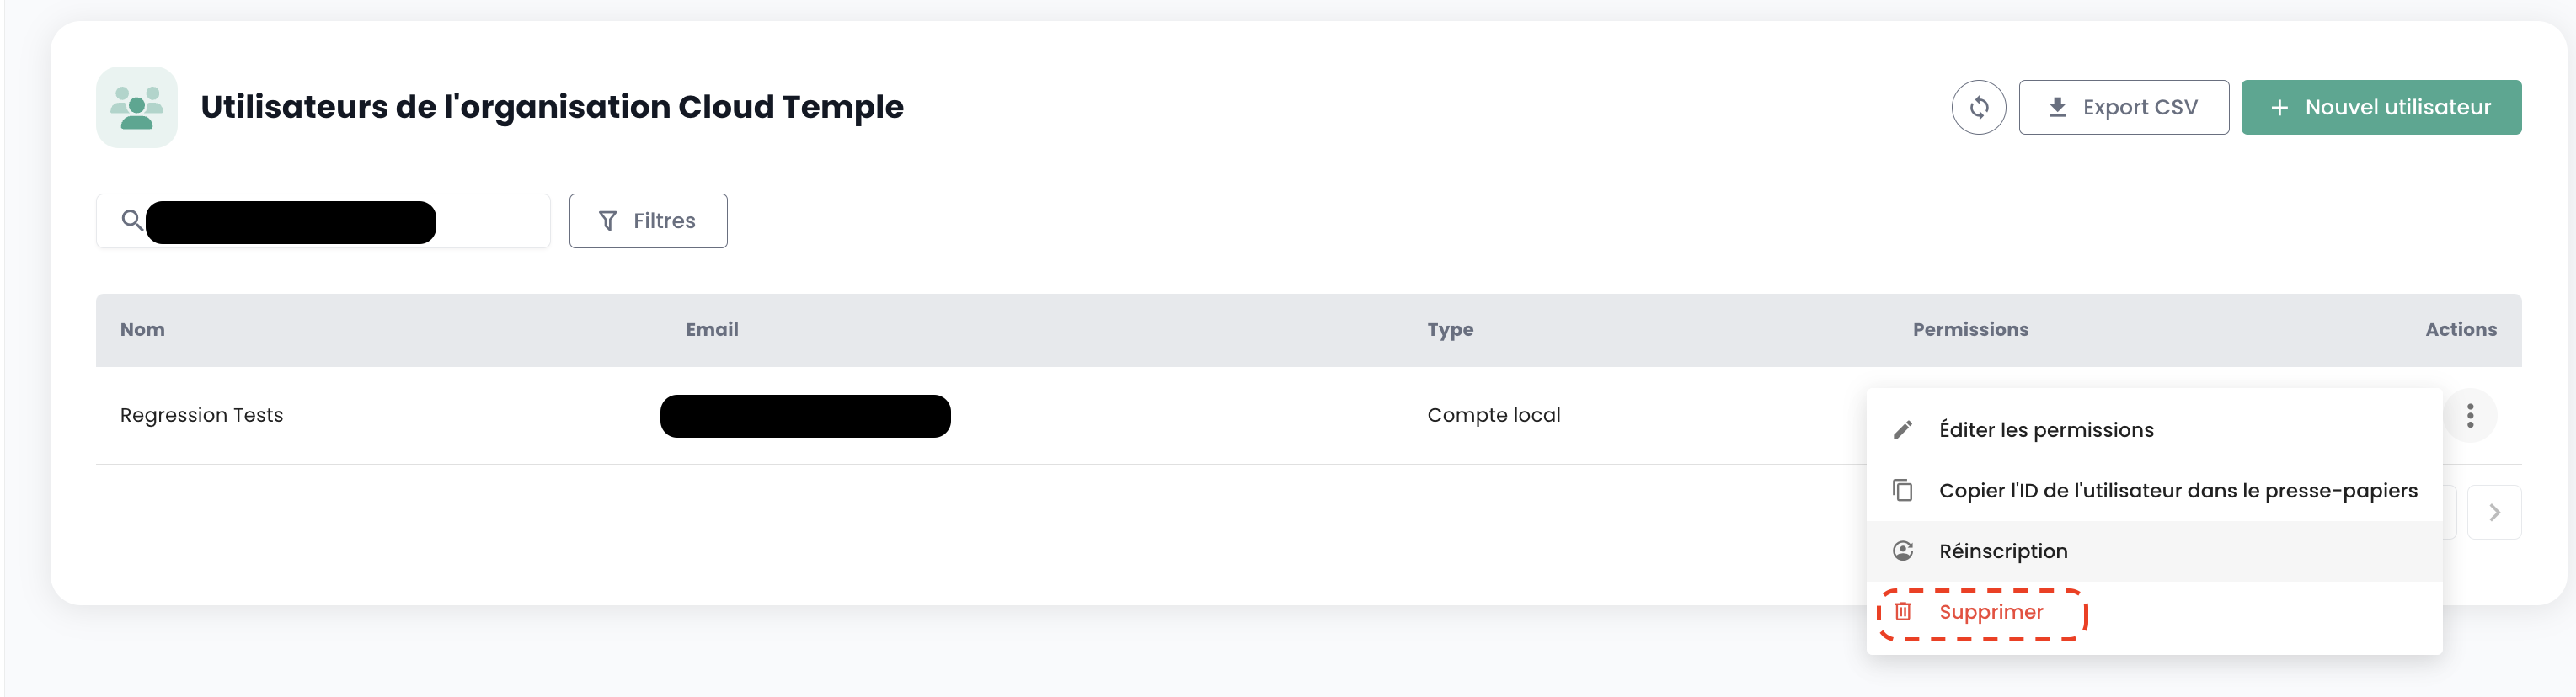 Utilisateurs de l'organisation Cloud Temple
Export CSV
Nouvel utilisateur
Filtres
Nom Email Type Permissions Actions
Regression Tests Compte local
Éditer les permissions
Copier l'ID de l'utilisateur dans le presse-papiers
Réinscription
Supprimer